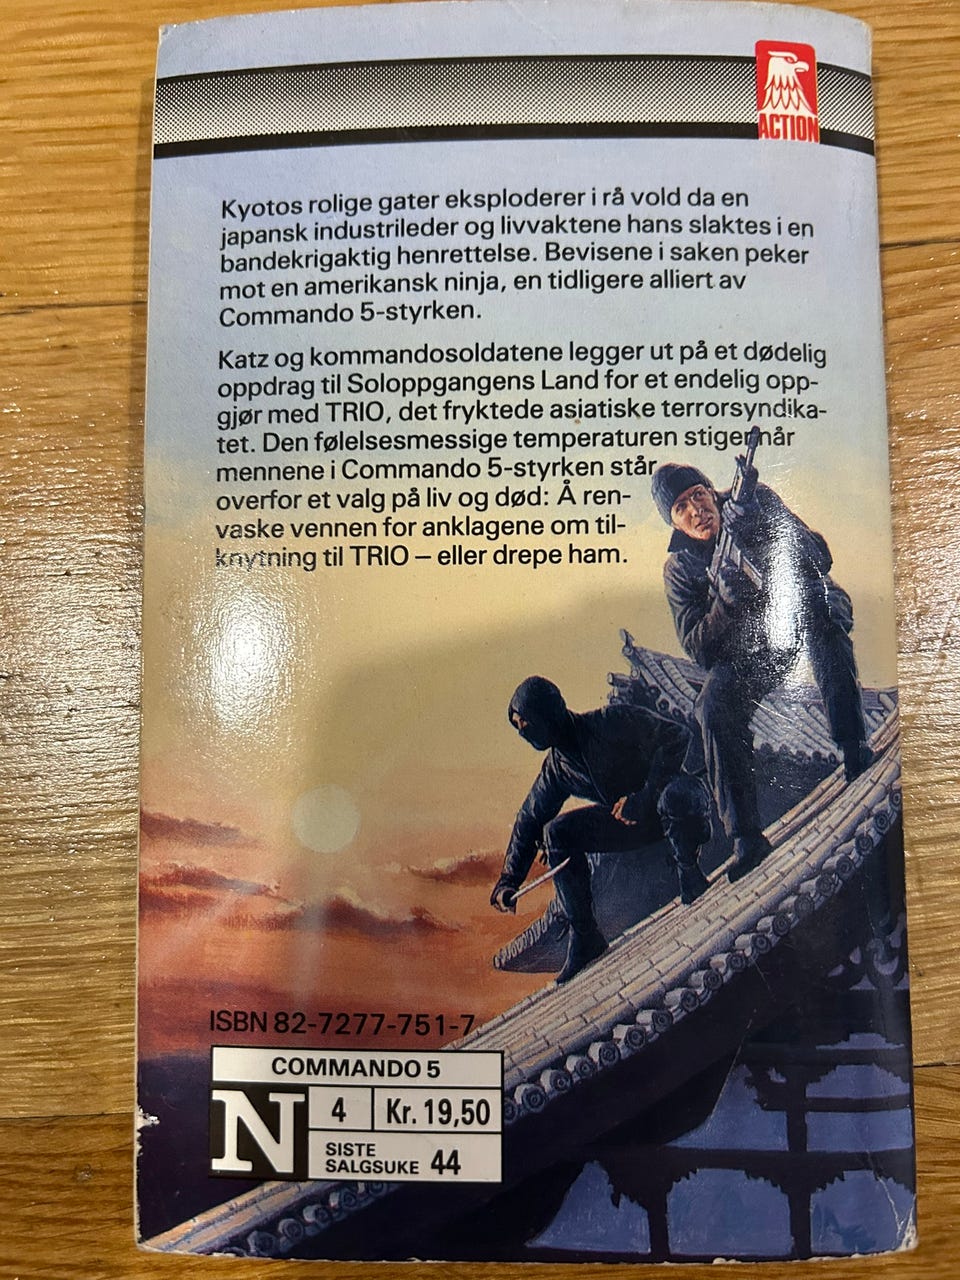 ACTION
Kyotos rolige gater eksploderer i rå vold da en
japansk industrileder og livvaktene hans slaktes i en
bandekrigaktig henrettelse. Bevisene i saken peker
mot en amerikansk ninja, en tidligere alliert av
Commando 5-styrken.
Katz og kommandosoldatene legger ut på et dødelig
oppdrag til Soloppgangens Land for et endelig opp-
gjør med TRIO, det fryktede asiatiske terrorsyndika-
tet. Den følelsesmessige temperaturen stiger når
mennene i Commando 5-styrken står
overfor et valg på liv og død: Å ren-
vaske vennen for anklagene om til-
knytning til TRIO – eller drepe ham.
ISBN 82-7277-751-7
COMMANDO 5
N 4 Kr. 19,50
SISTE
SALGSUKE 44